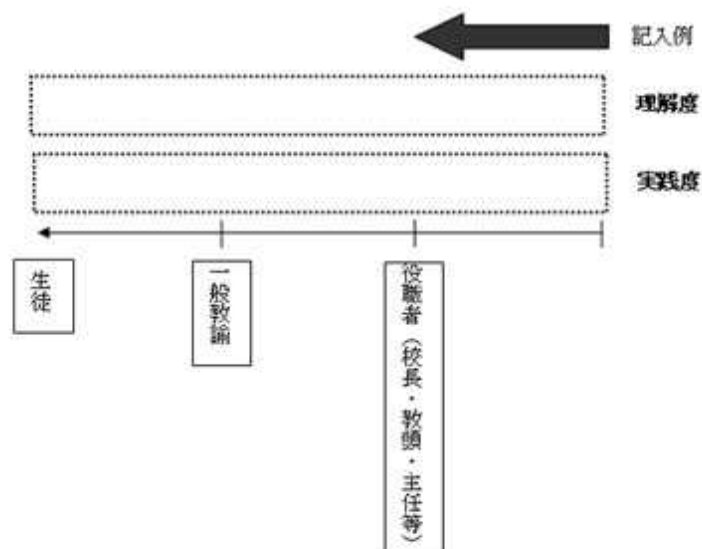 記入例
理解度
実践度
生徒
一般教諭
役職者（校長・教頭・主任等）